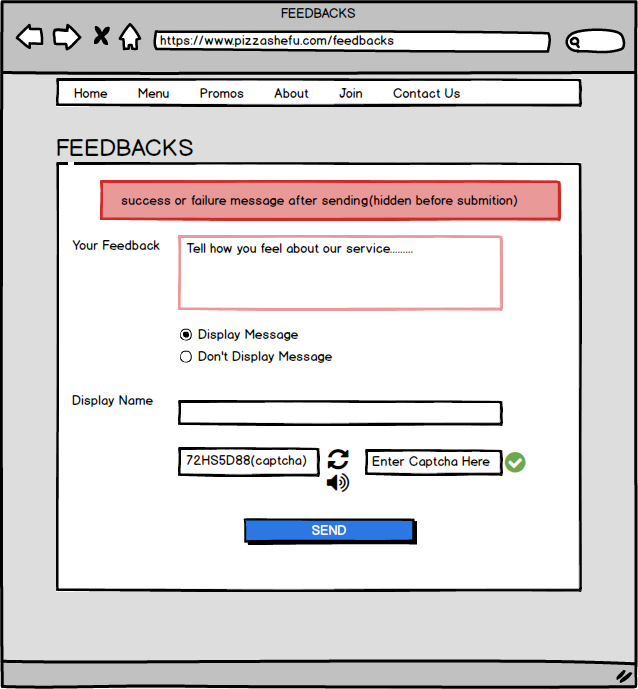 FEEDBACKS
https://www.pizzashefu.com/feedbacks
Home Menu Promos About Join Contact Us
FEEDBACKS
success or failure message after sending(hidden before submition)
Your Feedback
Tell how you feel about our service.........
Display Message
Don't Display Message
Display Name
72HS5D88(captcha) Enter Captcha Here
SEND